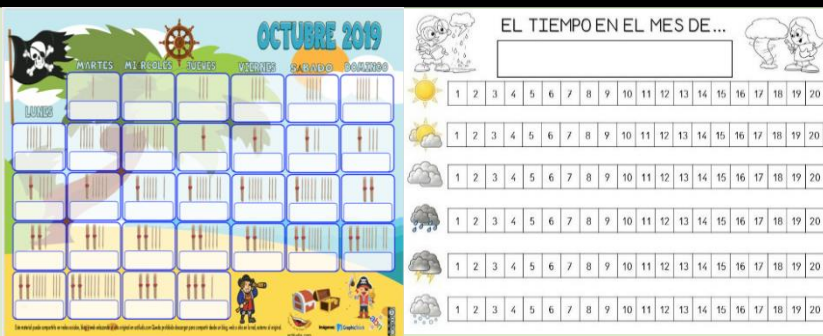 OCTUBRE 2019
LUNES MARTES MIERCOLES JUEVES VIERNES SABADO DOMINGO
EL TIEMPO EN EL MES DE...
1 2 3 4 5 6 7 8 9 10 11 12 13 14 15 16 17 18 19 20
1 2 3 4 5 6 7 8 9 10 11 12 13 14 15 16 17 18 19 20
1 2 3 4 5 6 7 8 9 10 11 12 13 14 15 16 17 18 19 20
1 2 3 4 5 6 7 8 9 10 11 12 13 14 15 16 17 18 19 20
1 2 3 4 5 6 7 8 9 10 11 12 13 14 15 16 17 18 19 20
1 2 3 4 5 6 7 8 9 10 11 12 13 14 15 16 17 18 19 20